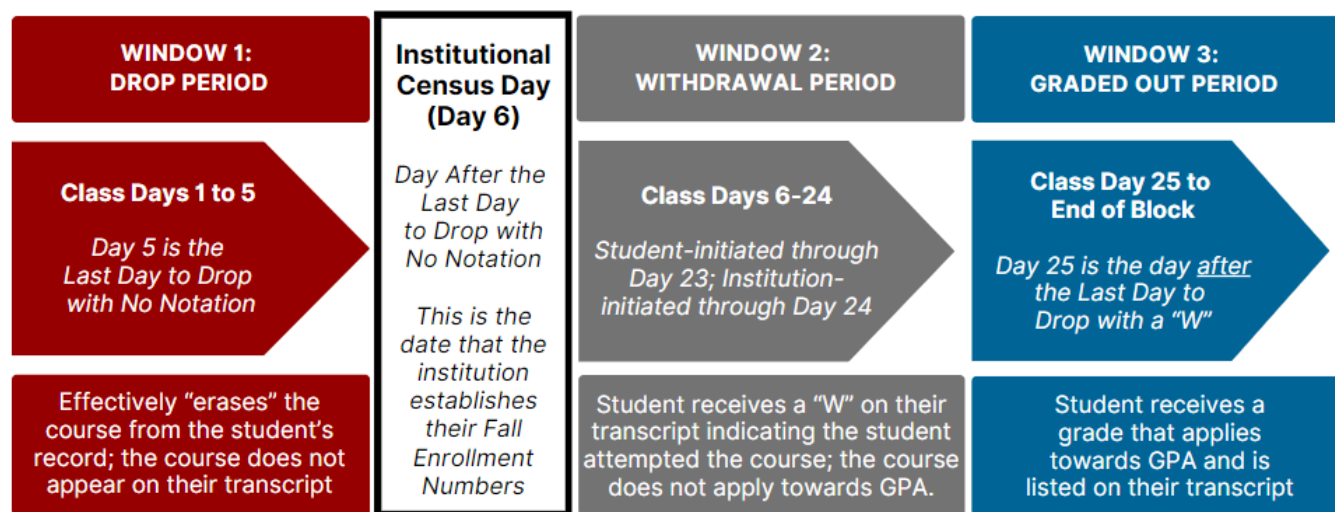 WINDOW 1:
DROP PERIOD
Class Days 1 to 5
Day 5 is the
Last Day to Drop
with No Notation
Effectively “erases” the
course from the student’s
record; the course does not
appear on their transcript
Institutional
Census Day
(Day 6)
Day After the
Last Day
to Drop with
No Notation
This is the
date that the
institution
establishes
their Fall
Enrollment
Numbers
WINDOW 2:
WITHDRAWAL PERIOD
Class Days 6-24
Student-initiated through
Day 23; Institution-
initiated through Day 24
Student receives a “W” on their
transcript indicating the student
attempted the course; the course
does not apply towards GPA.
WINDOW 3:
GRADED OUT PERIOD
Class Day 25 to
End of Block
Day 25 is the day after
the Last Day to
Drop with a “W”
Student receives a
grade that applies
towards GPA and is
listed on their transcript